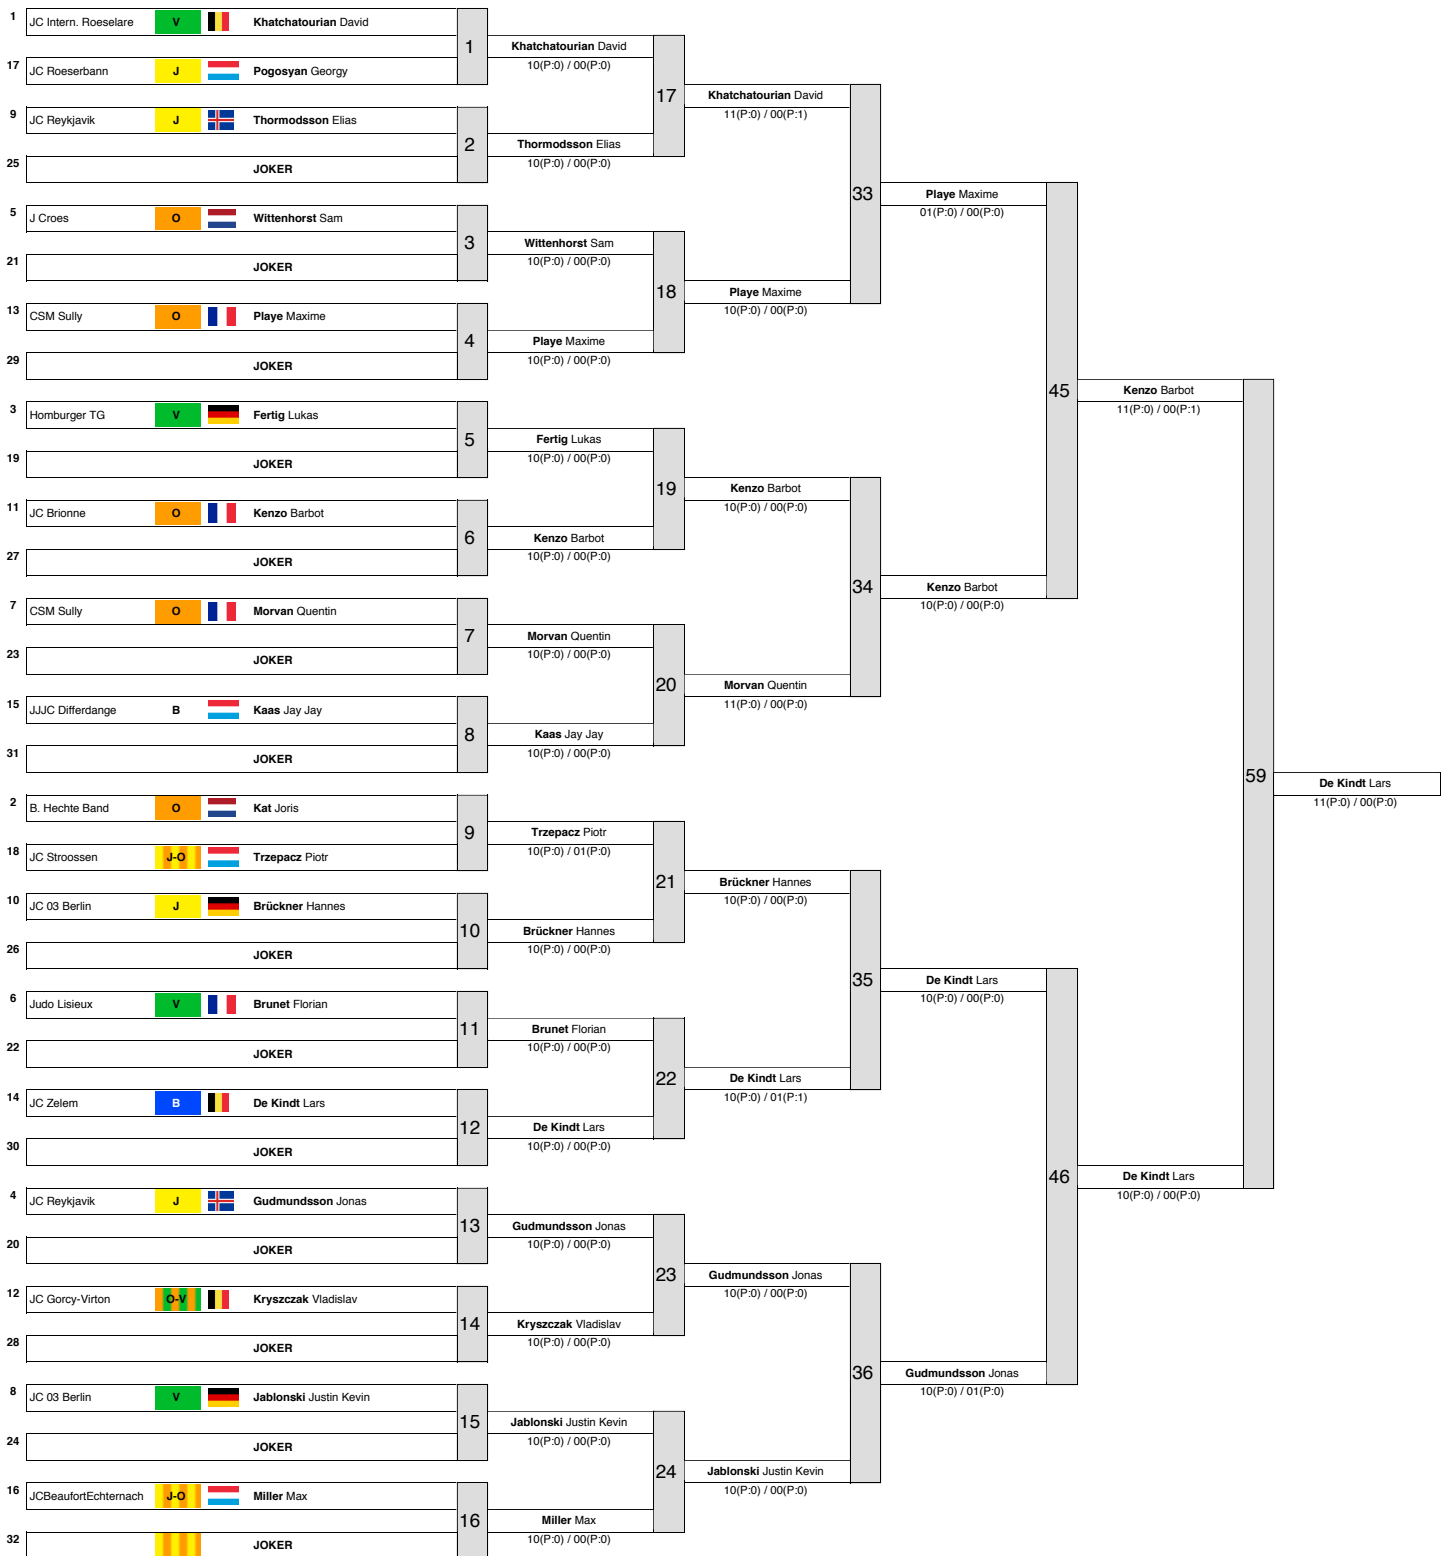 1 JC Intern. Roeselare V Khatchatourian David
17 JC Roeserbann J Pogosyan Georgy
1
9 JC Reykjavik J Thormodsson Elias
25 JOKER
2
5 J Croes O Wittenhorst Sam
21 JOKER
3
13 CSM Sully O Playe Maxime
29 JOKER
4
3 Homburger TG V Fertig Lukas
19 JOKER
5
11 JC Brionne O Kenzo Barbot
27 JOKER
6
7 CSM Sully O Morvan Quentin
23 JOKER
7
15 JJJC Differdange B Kaas Jay Jay
31 JOKER
8
2 B. Hechte Band O Kat Joris
18 JC Stroossen J-O Trzepacz Piotr
9
10 JC 03 Berlin J Brückner Hannes
26 JOKER
10
6 Judo Lisieux V Brunet Florian
22 JOKER
11
14 JC Zelem B De Kindt Lars
30 JOKER
12
4 JC Reykjavik J Gudmundsson Jonas
20 JOKER
13
12 JC Gorcy-Virton O-V Kryszczak Vladislav
28 JOKER
14
8 JC 03 Berlin V Jablonski Justin Kevin
24 JOKER
15
16 JCBeaufortEchternach J-O Miller Max
32 JOKER
16
Khatchatourian David
10(P:0) / 00(P:0)
17
Thormodsson Elias
10(P:0) / 00(P:0)
Wittenhorst Sam
10(P:0) / 00(P:0)
18
Playe Maxime
10(P:0) / 00(P:0)
Fertig Lukas
10(P:0) / 00(P:0)
19
Kenzo Barbot
10(P:0) / 00(P:0)
Morvan Quentin
10(P:0) / 00(P:0)
20
Kaas Jay Jay
10(P:0) / 00(P:0)
Trzepacz Piotr
10(P:0) / 01(P:0)
21
Brückner Hannes
10(P:0) / 00(P:0)
Brunet Florian
10(P:0) / 00(P:0)
22
De Kindt Lars
10(P:0) / 00(P:0)
Gudmundsson Jonas
10(P:0) / 00(P:0)
23
Kryszczak Vladislav
10(P:0) / 00(P:0)
Jablonski Justin Kevin
10(P:0) / 00(P:0)
24
Miller Max
10(P:0) / 00(P:0)
Khatchatourian David
11(P:0) / 00(P:1)
33
Playe Maxime
10(P:0) / 00(P:0)
Kenzo Barbot
10(P:0) / 00(P:0)
34
Morvan Quentin
11(P:0) / 00(P:0)
Brückner Hannes
10(P:0) / 00(P:0)
35
De Kindt Lars
10(P:0) / 01(P:1)
Gudmundsson Jonas
10(P:0) / 00(P:0)
36
Jablonski Justin Kevin
10(P:0) / 00(P:0)
Playe Maxime
01(P:0) / 00(P:0)
45
Kenzo Barbot
10(P:0) / 00(P:0)
De Kindt Lars
10(P:0) / 00(P:0)
46
Gudmundsson Jonas
10(P:0) / 01(P:0)
Kenzo Barbot
11(P:0) / 00(P:1)
59
De Kindt Lars
10(P:0) / 00(P:0)
De Kindt Lars
11(P:0) / 00(P:0)